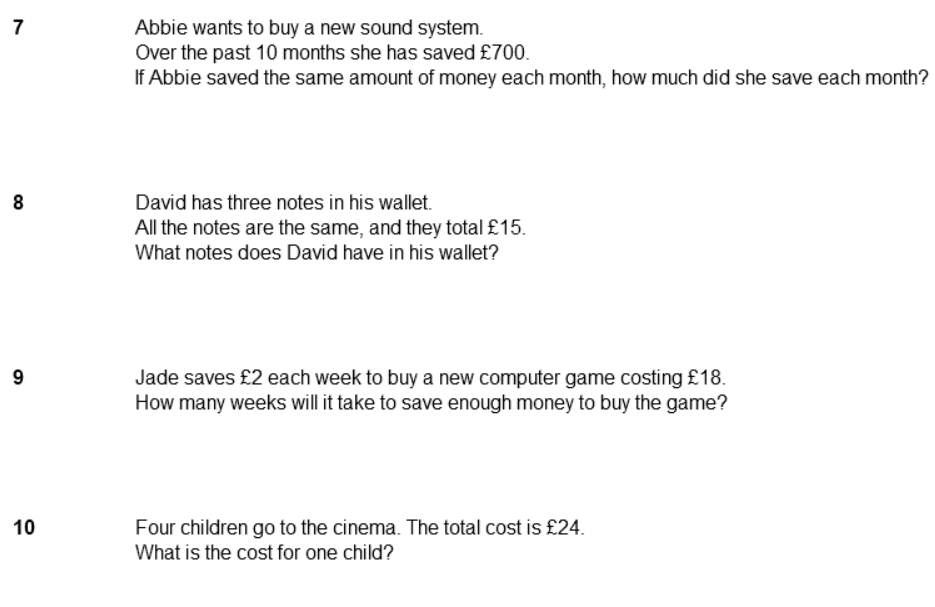 7 Abbie wants to buy a new sound system.
Over the past 10 months she has saved £700.
If Abbie saved the same amount of money each month, how much did she save each month?
8 David has three notes in his wallet.
All the notes are the same, and they total £15.
What notes does David have in his wallet?
9 Jade saves £2 each week to buy a new computer game costing £18.
How many weeks will it take to save enough money to buy the game?
10 Four children go to the cinema. The total cost is £24.
What is the cost for one child?